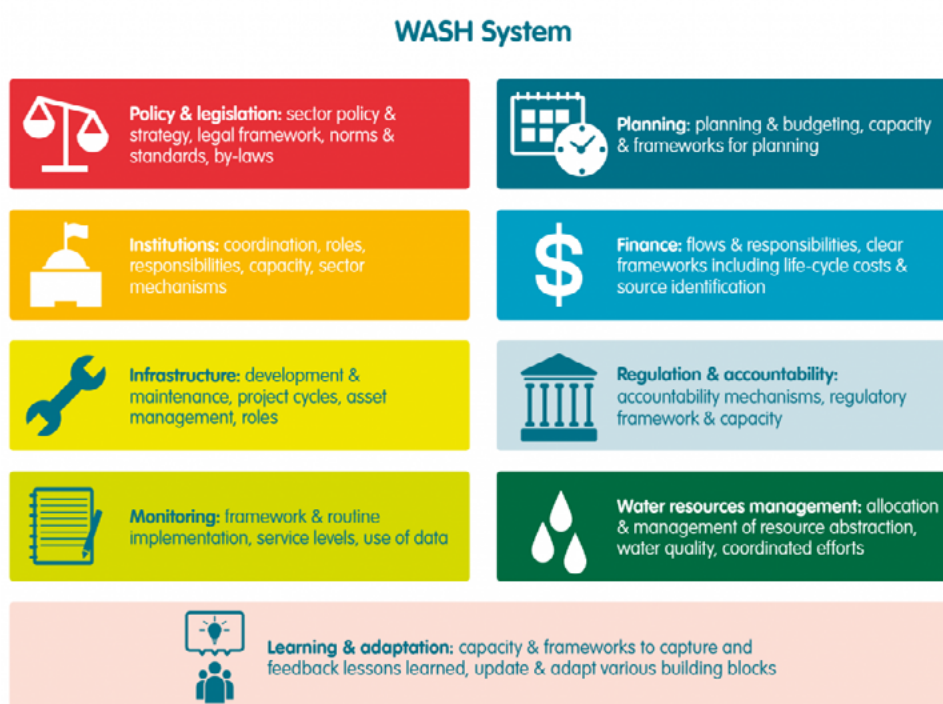 WASH System
Policy & legislation: sector policy &
strategy, legal framework, norms &
standards, by-laws
Planning: planning & budgeting, capacity
& frameworks for planning
Institutions: coordination, roles,
responsibilities, capacity, sector
mechanisms
Finance: flows & responsibilities, clear
frameworks including life-cycle costs &
source identification
Infrastructure: development &
maintenance, project cycles, asset
management, roles
Regulation & accountability:
accountability mechanisms, regulatory
framework & capacity
Monitoring: framework & routine
implementation, service levels, use of data
Water resources management: allocation
& management of resource abstraction,
water quality, coordinated efforts
Learning & adaptation: capacity & frameworks to capture and
feedback lessons learned, update & adapt various building blocks